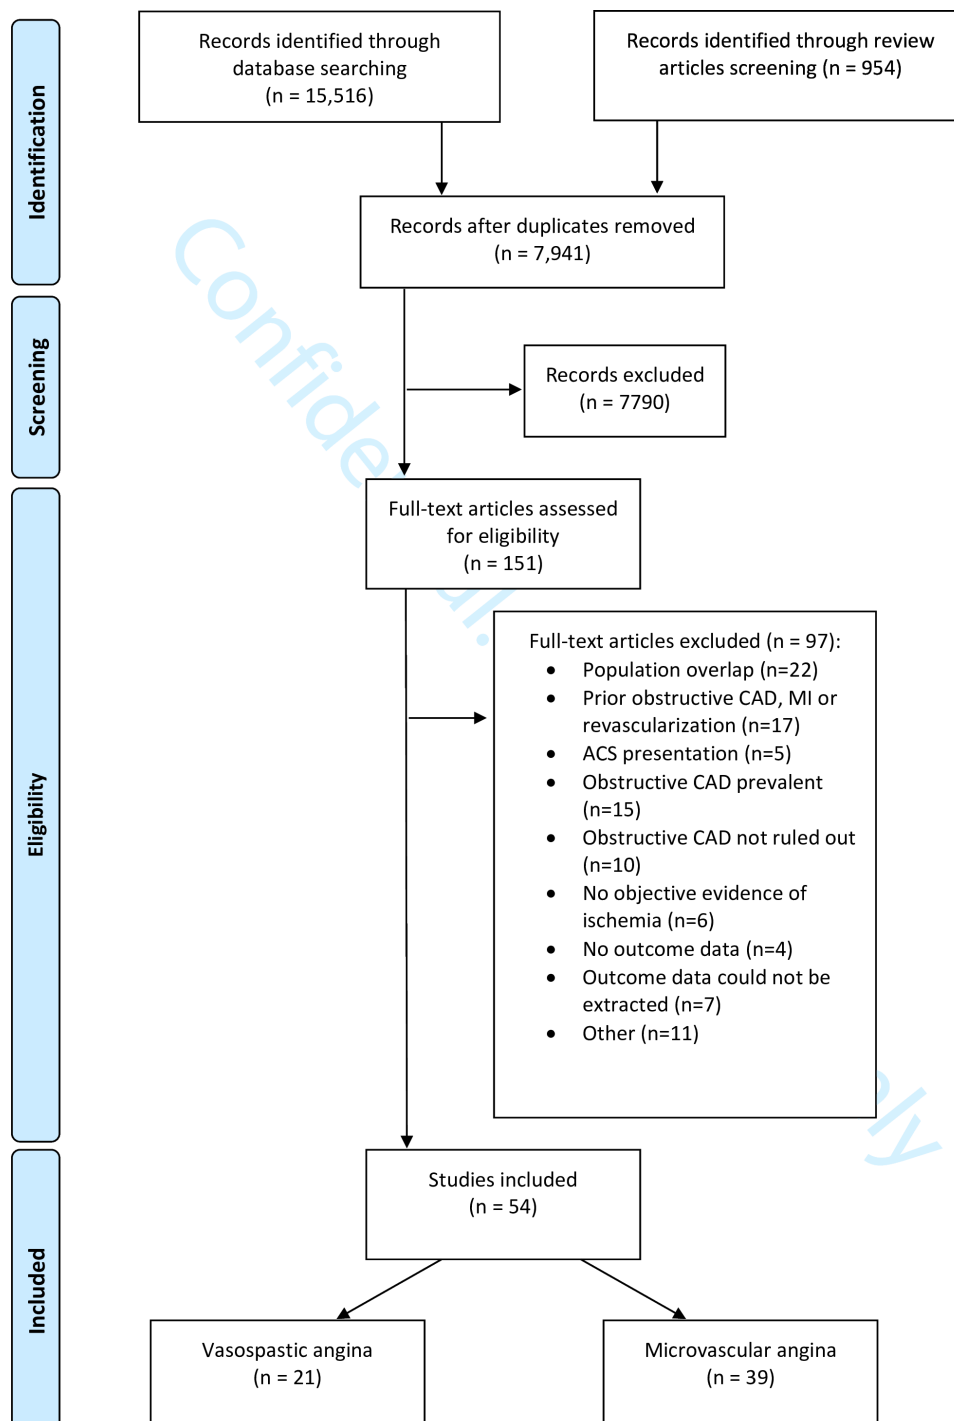 Identification
Records identified through
database searching
(n = 15,516)
Records identified through review
articles screening (n = 954)
Records after duplicates removed
(n = 7,941)
Screening
Records excluded
(n = 7790)
Eligibility
Full-text articles assessed
for eligibility
(n = 151)
Full-text articles excluded (n = 97):
• Population overlap (n=22)
• Prior obstructive CAD, MI or
revascularization (n=17)
• ACS presentation (n=5)
• Obstructive CAD prevalent
(n=15)
• Obstructive CAD not ruled out
(n=10)
• No objective evidence of
ischemia (n=6)
• No outcome data (n=4)
• Outcome data could not be
extracted (n=7)
• Other (n=11)
Included
Studies included
(n = 54)
Vasospastic angina
(n = 21)
Microvascular angina
(n = 39)